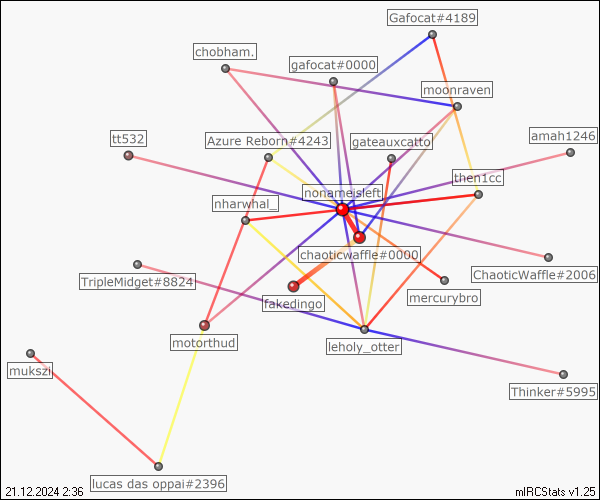 Gafocat#4189
chobham.
gafocat#0000
moonraven
tt532
Azure Reborn#4243
gateauxcatto
amah1246
then1cc
nonameisleft
nharwhal_
chaoticwaffle#0000
ChaoticWaffle#2006
TripleMidget#8824
fakedingo
mercurybro
motorthud
leholy_otter
mukszi
Thinker#5995
lucas das oppai#2396
21.12.2024 2:36
mIRCStats v1.25